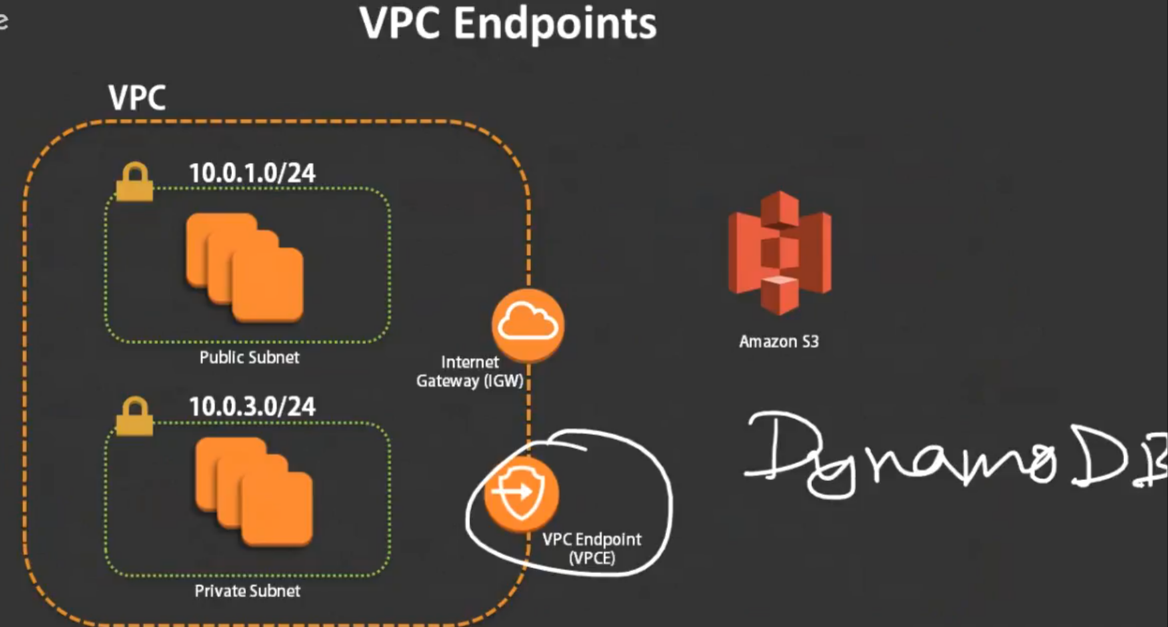 VPC Endpoints
VPC
10.0.1.0/24
Public Subnet
Internet
Gateway (IGW)
Amazon S3
10.0.3.0/24
DynamoDB
VPC Endpoint
(VPCE)
Private Subnet